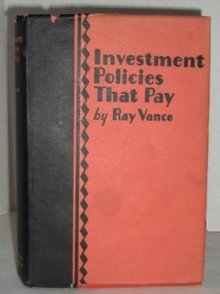 Investment
Policies
That Pay
by Ray Vance